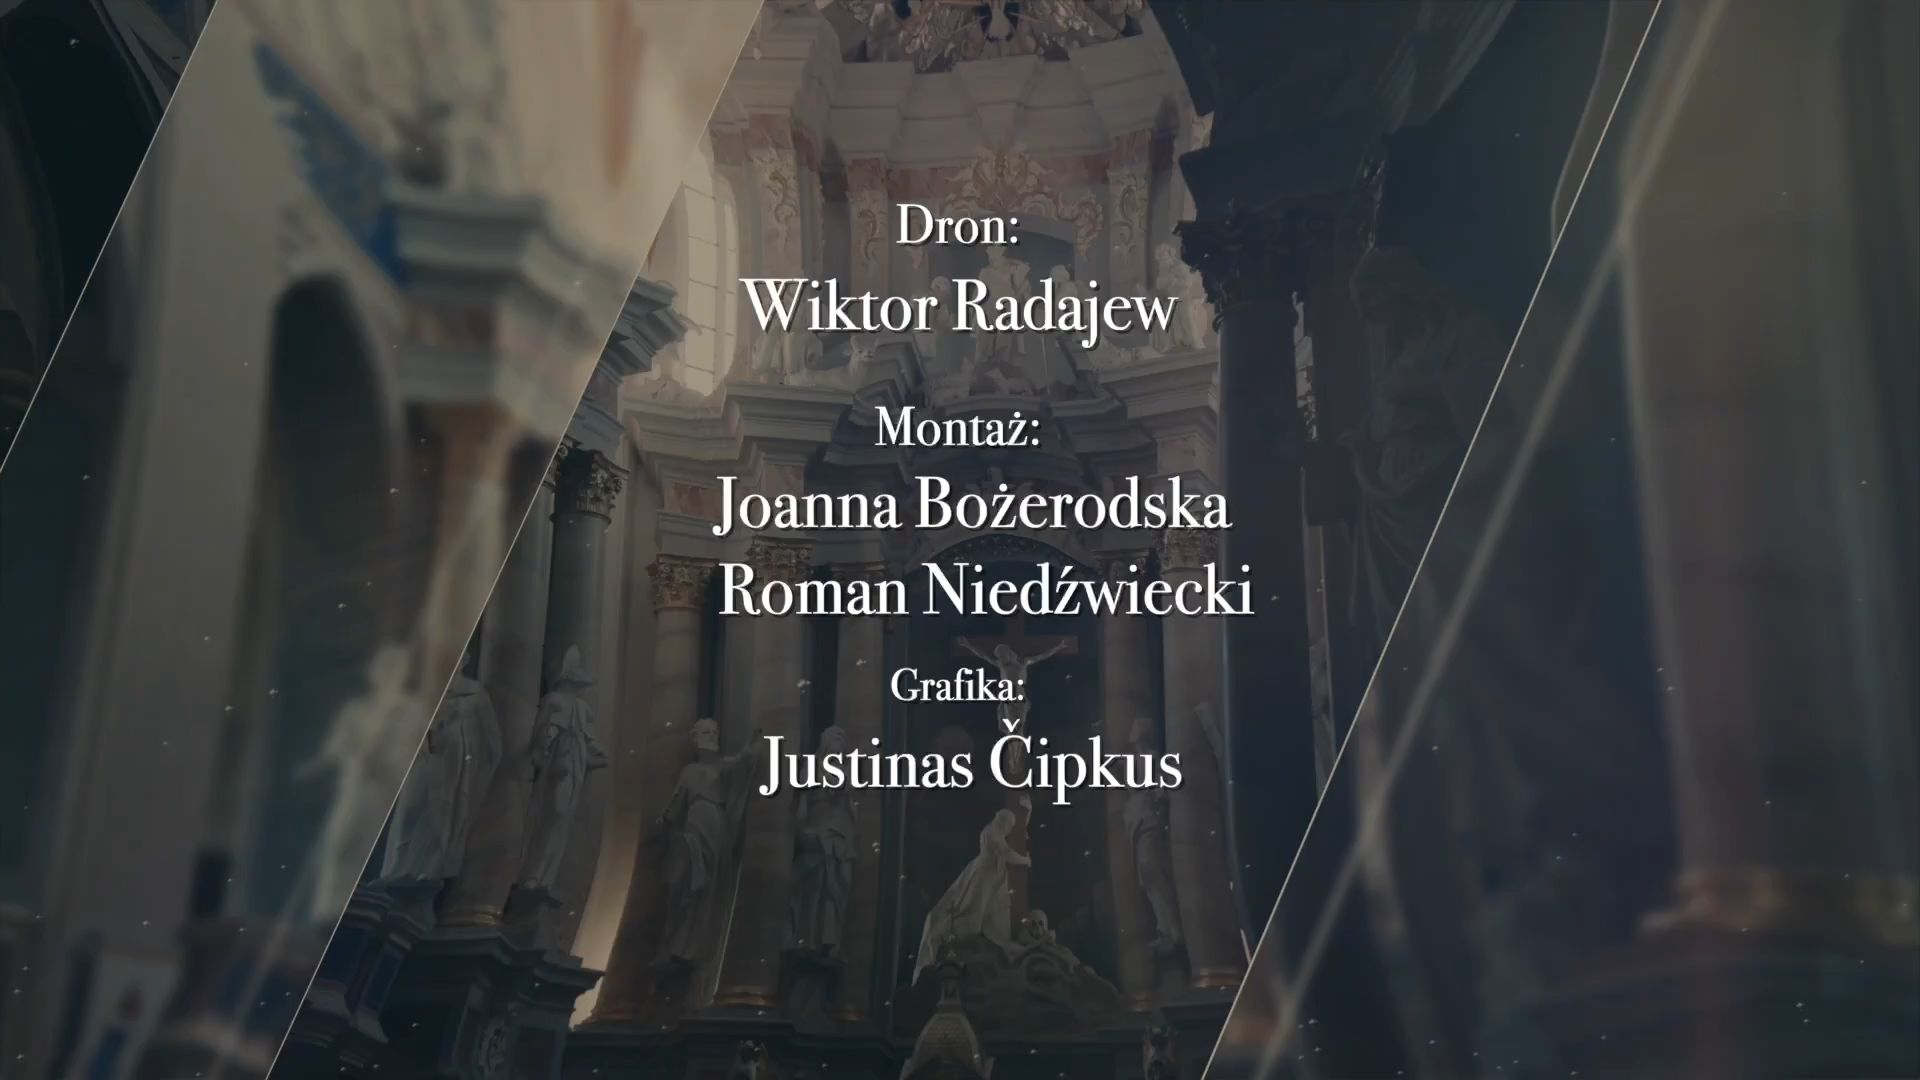 Dron:
Wiktor Radajew
Montaż:
Joanna Bożerodska
Roman Niedźwiecki
Grafika:
Justinas Čipkus